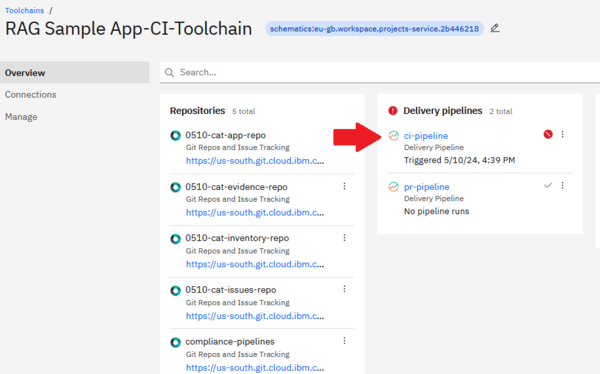 Toolchains /
RAG Sample App-CI-Toolchain
schematics:eu-gb.workspace.projects-service.2b446218
Overview
Connections
Manage
Search...
Repositories 5 total
0510-cat-app-repo
Git Repos and Issue Tracking
https://us-south.git.cloud.ibm.c...
0510-cat-evidence-repo
Git Repos and Issue Tracking
https://us-south.git.cloud.ibm.c...
0510-cat-inventory-repo
Git Repos and Issue Tracking
https://us-south.git.cloud.ibm.c...
0510-cat-issues-repo
Git Repos and Issue Tracking
https://us-south.git.cloud.ibm.c...
compliance-pipelines
Git Repos and Issue Tracking
https://us-south.git.cloud.ibm.c...
Delivery pipelines 2 total
ci-pipeline
Delivery Pipeline
Triggered 5/10/24, 4:39 PM
pr-pipeline
Delivery Pipeline
No pipeline runs